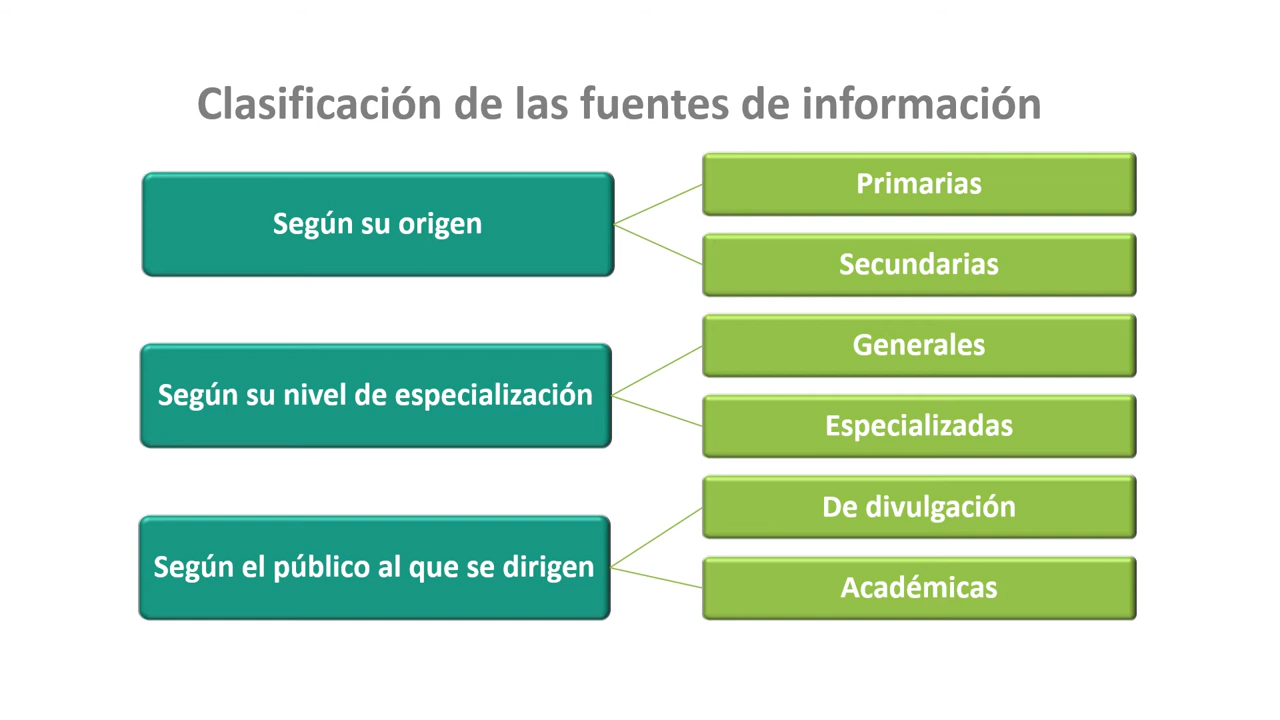 Clasificación de las fuentes de información
Según su origen
Primarias
Secundarias
Según su nivel de especialización
Generales
Especializadas
Según el público al que se dirigen
De divulgación
Académicas